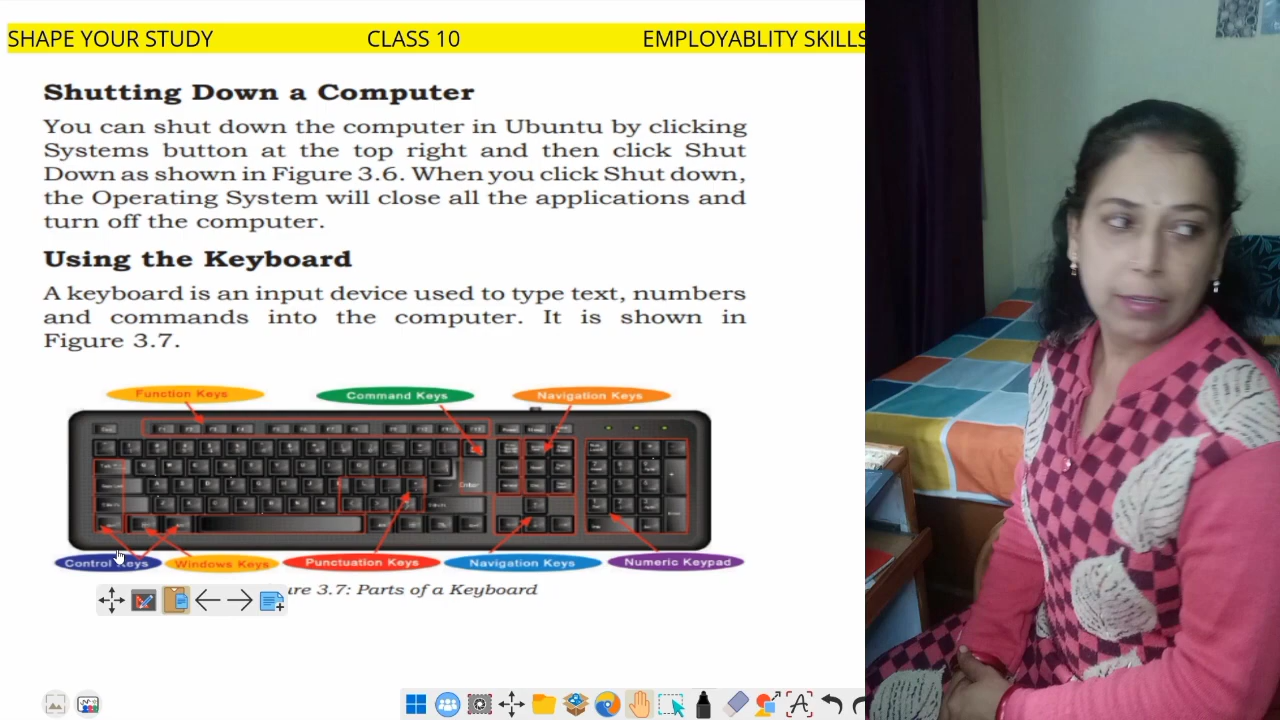 SHAPE YOUR STUDY CLASS 10 EMPLOYABLITY SKILLS
Shutting Down a Computer
You can shut down the computer in Ubuntu by clicking
Systems button at the top right and then click Shut
Down as shown in Figure 3.6. When you click Shut down,
the Operating System will close all the applications and
turn off the computer.
Using the Keyboard
A keyboard is an input device used to type text, numbers
and commands into the computer. It is shown in
Figure 3.7.
Function Keys Command Keys Navigation Keys
Enter
Control Keys Windows Keys Punctuation Keys Navigation Keys Numeric Keypad
ure 3.7: Parts of a Keyboard